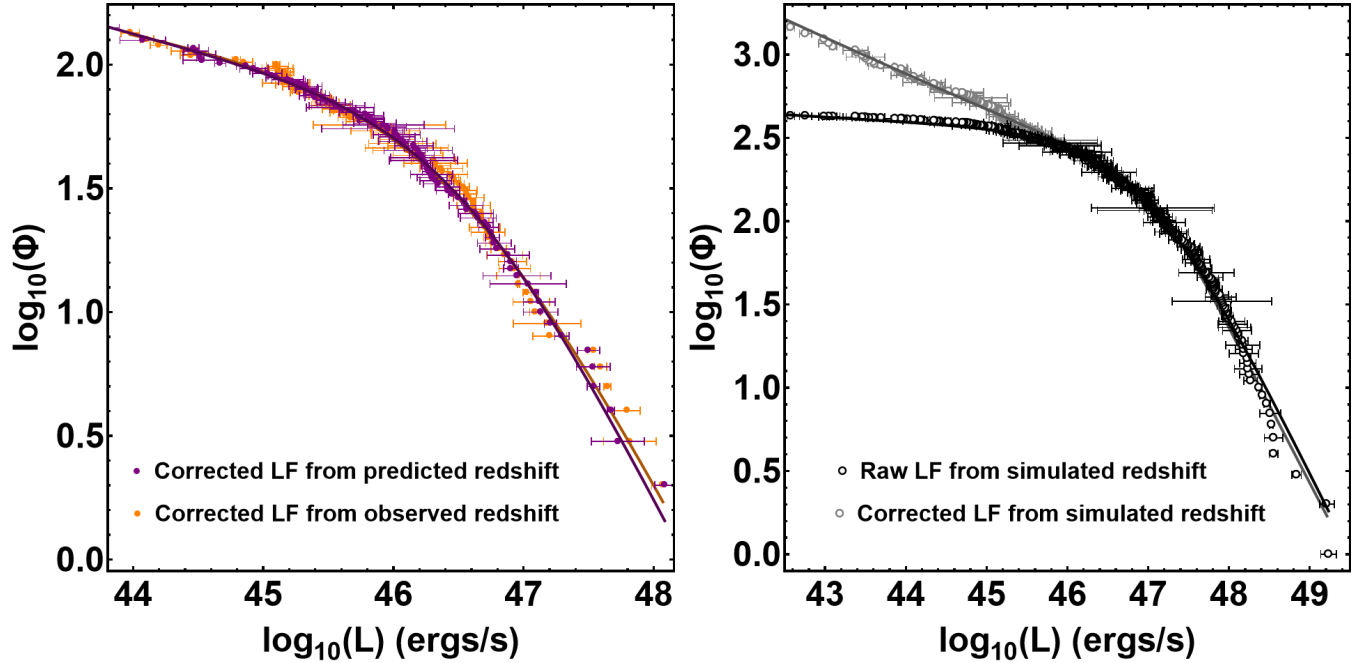 2.0
1.5
1.0
0.5
0.0
log10(Φ)
44 45 46 47 48
log10(L) (ergs/s)
Corrected LF from predicted redshift
Corrected LF from observed redshift
3.0
2.5
2.0
1.5
1.0
0.5
0.0
log10(Φ)
43 44 45 46 47 48 49
log10(L) (ergs/s)
Raw LF from simulated redshift
Corrected LF from simulated redshift